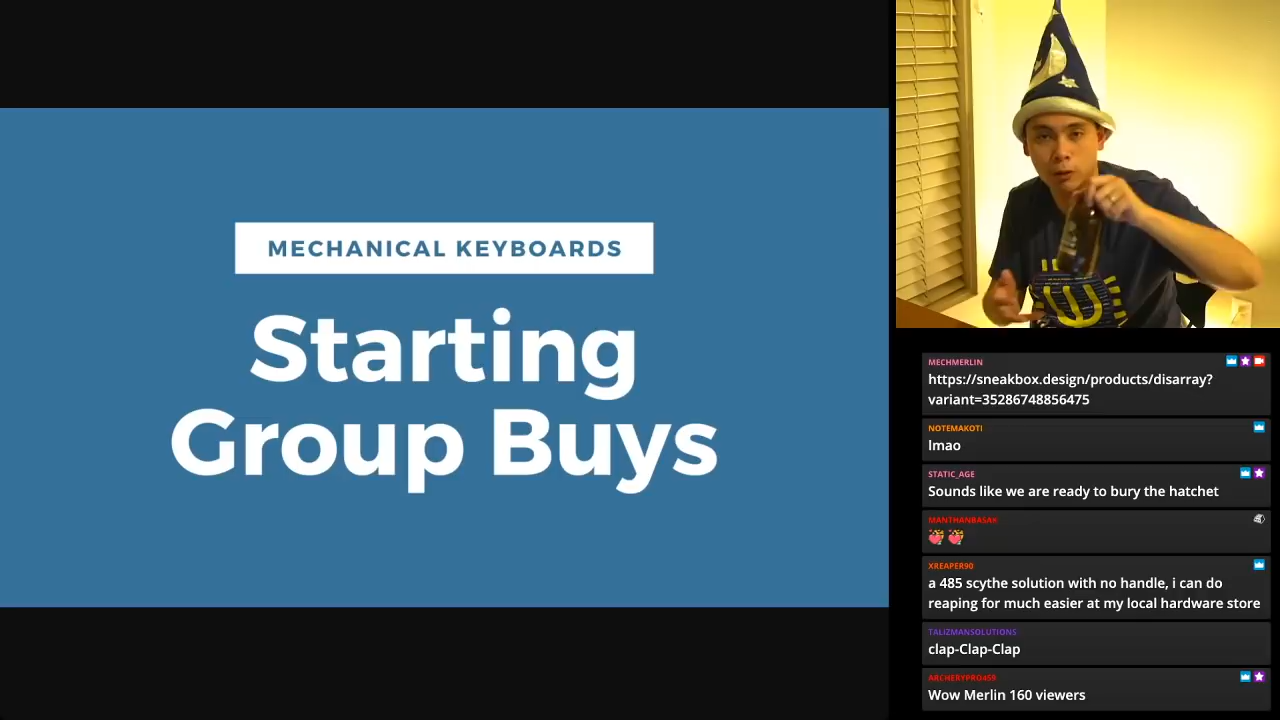 MECHANICAL KEYBOARDS
Starting
Group Buys
MECHMERLIN
https://sneakbox.design/products/disarray?
variant=35286748856475
NOTEMAKOTI
lmao
STATIC_AGE
Sounds like we are ready to bury the hatchet
MANTHANBASAK
XREAPER90
a 485 scythe solution with no handle, i can do
reaping for much easier at my local hardware store
TALIZMANSOLUTIONS
clap-Clap-Clap
ARCHERYPRO459
Wow Merlin 160 viewers